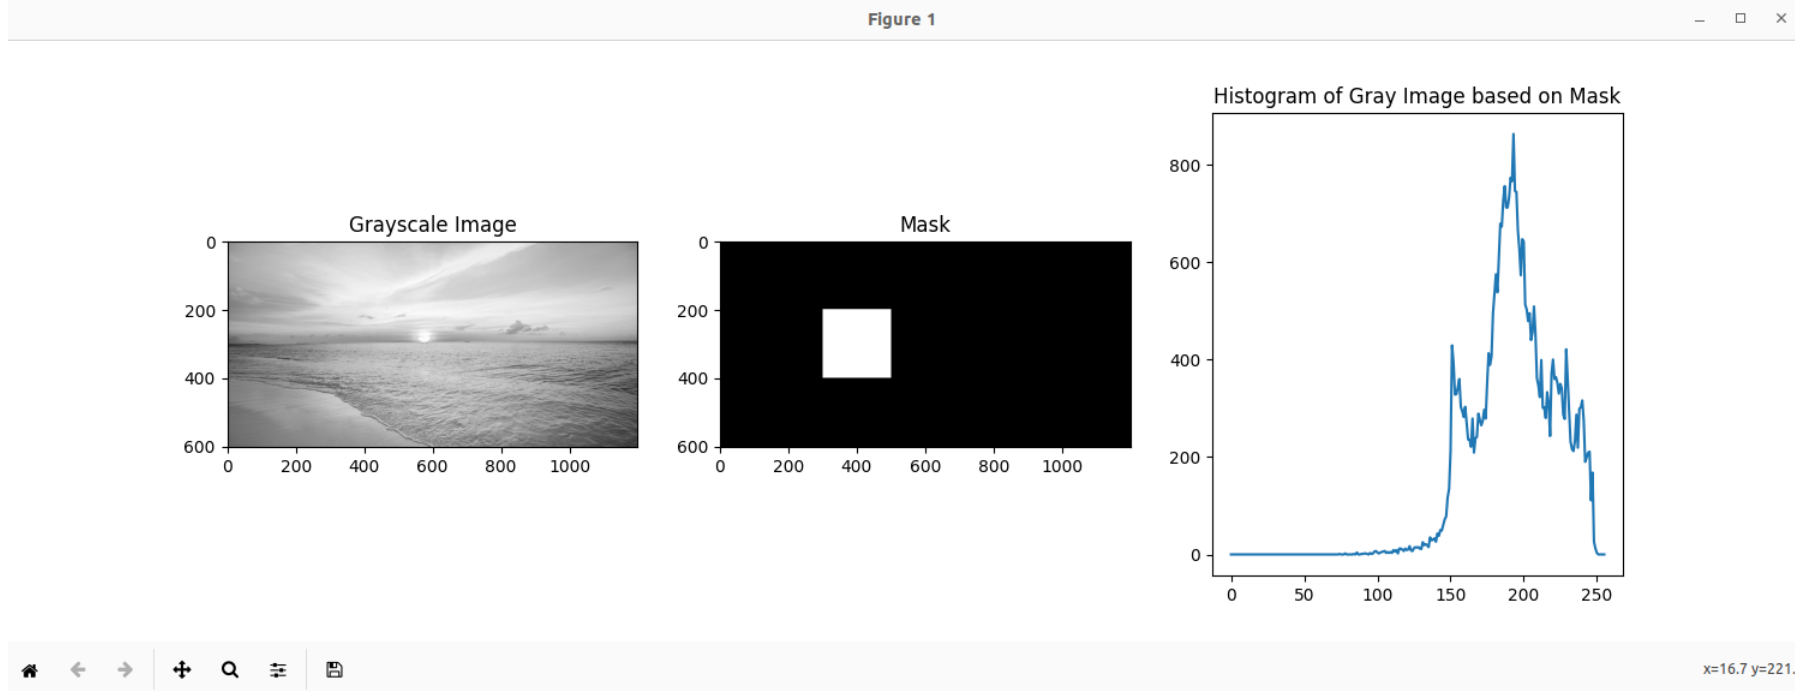 Figure 1
Grayscale Image
0
200
400
600
0 200 400 600 800 1000
Mask
0
200
400
600
0 200 400 600 800 1000
Histogram of Gray Image based on Mask
800
600
400
200
0
0 50 100 150 200 250
x=16.7 y=221.